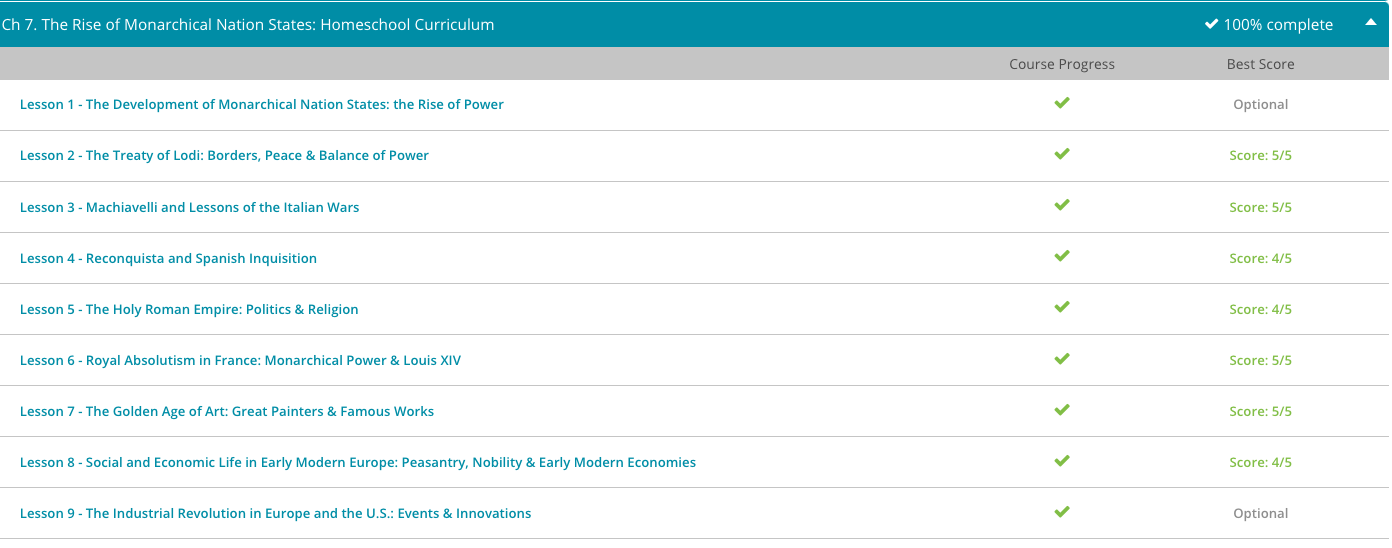 Ch 7. The Rise of Monarchical Nation States: Homeschool Curriculum 100% complete
Course Progress Best Score
Lesson 1 - The Development of Monarchical Nation States: the Rise of Power Optional
Lesson 2 - The Treaty of Lodi: Borders, Peace & Balance of Power Score: 5/5
Lesson 3 - Machiavelli and Lessons of the Italian Wars Score: 5/5
Lesson 4 - Reconquista and Spanish Inquisition Score: 4/5
Lesson 5 - The Holy Roman Empire: Politics & Religion Score: 4/5
Lesson 6 - Royal Absolutism in France: Monarchical Power & Louis XIV Score: 5/5
Lesson 7 - The Golden Age of Art: Great Painters & Famous Works Score: 5/5
Lesson 8 - Social and Economic Life in Early Modern Europe: Peasantry, Nobility & Early Modern Economies Score: 4/5
Lesson 9 - The Industrial Revolution in Europe and the U.S.: Events & Innovations Optional